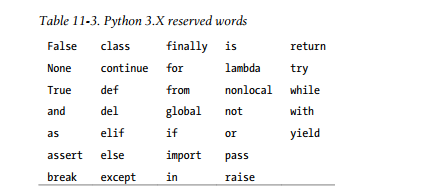 Table 11-3. Python 3.X reserved words
False class finally is return
None continue for lambda try
True def from nonlocal while
and del global not with
as elif if or yield
assert else import pass
break except in raise